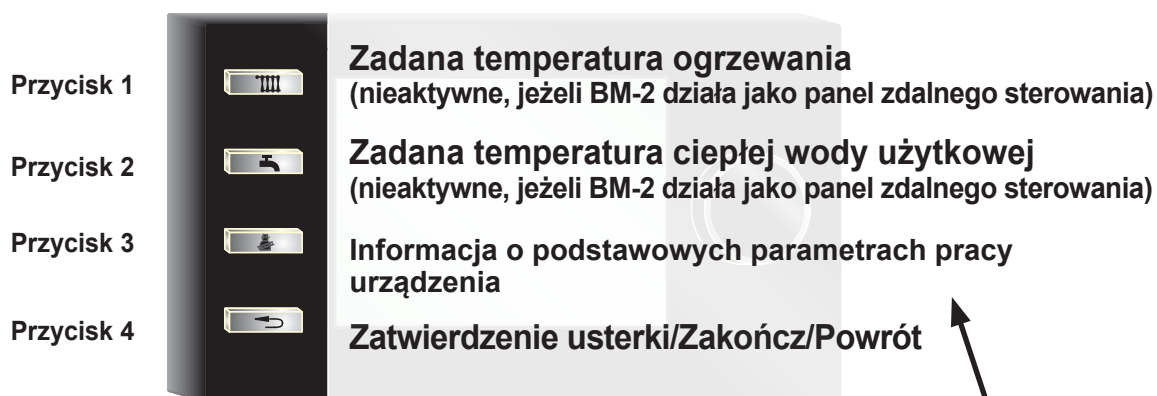 Przycisk 1
Zadana temperatura ogrzewania
(nieaktywne, jeżeli BM-2 działa jako panel zdalnego sterowania)
Przycisk 2
Zadana temperatura ciepłej wody użytkowej
(nieaktywne, jeżeli BM-2 działa jako panel zdalnego sterowania)
Przycisk 3
Informacja o podstawowych parametrach pracy
urządzenia
Przycisk 4
Zatwierdzenie usterki/Zakończ/Powrót